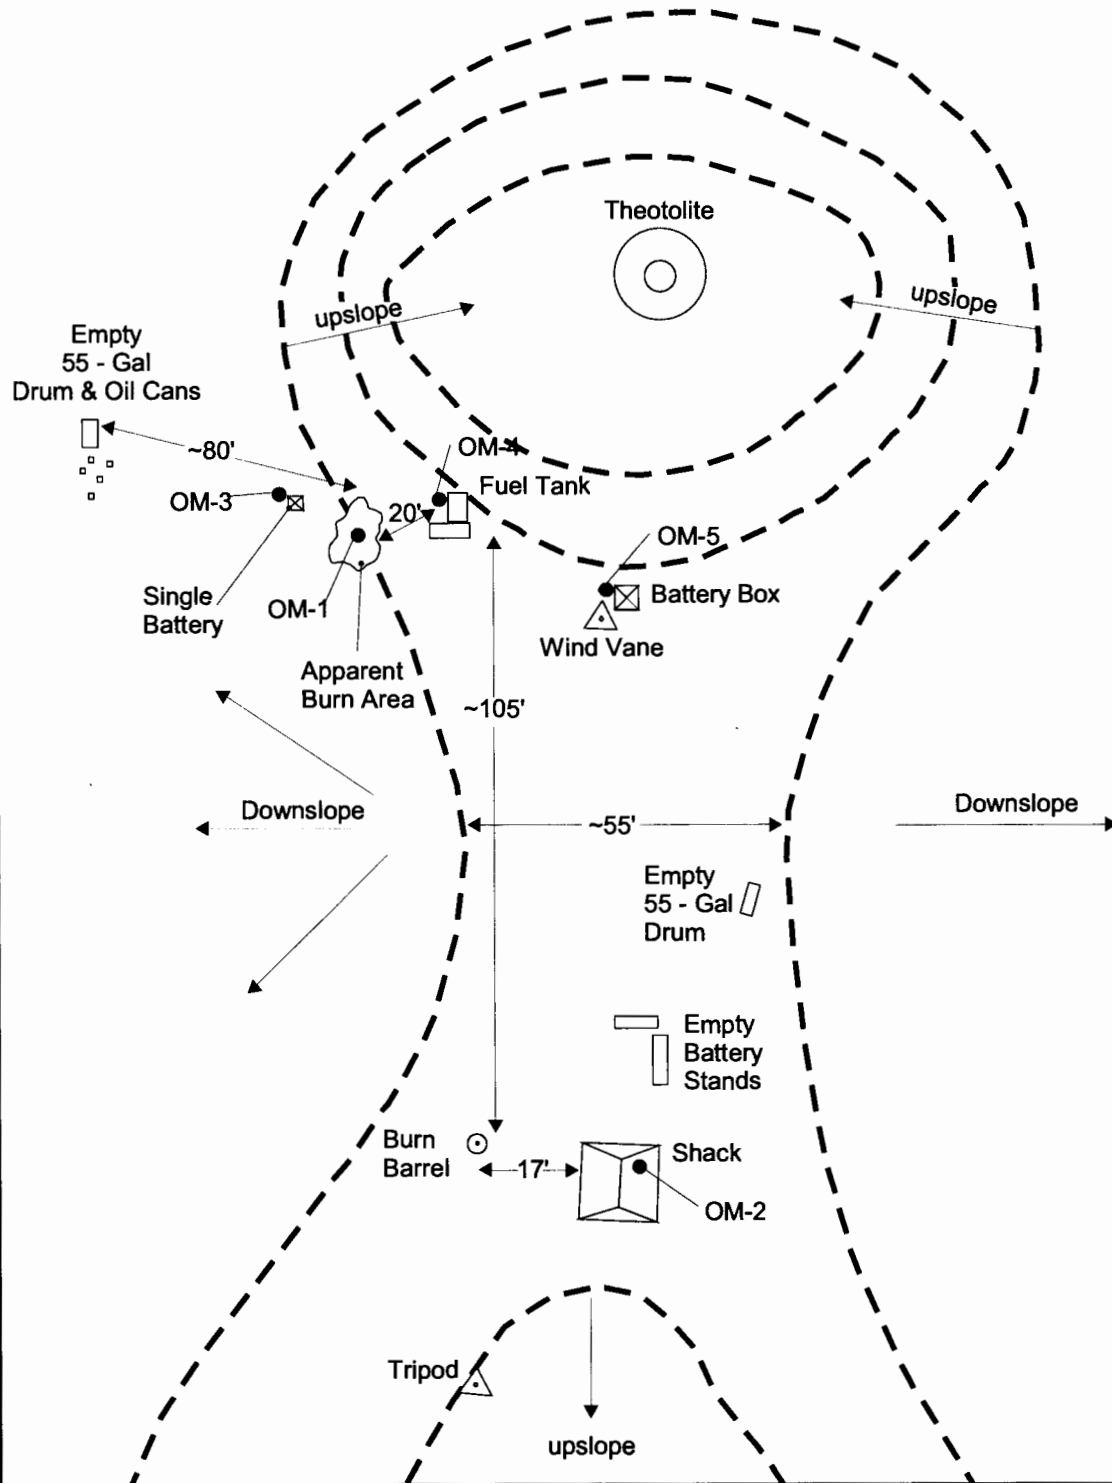 Theotolite
upslope
upslope
Empty
55 - Gal
Drum & Oil Cans
~80'
OM-4
Fuel Tank
OM-3
20'
OM-5
Single
Battery
OM-1
Battery Box
Wind Vane
Apparent
Burn Area
~105'
Downslope
~55'
Downslope
Empty
55 - Gal
Drum
Empty
Battery
Stands
Burn
Barrel
17'
Shack
OM-2
Tripod
upslope